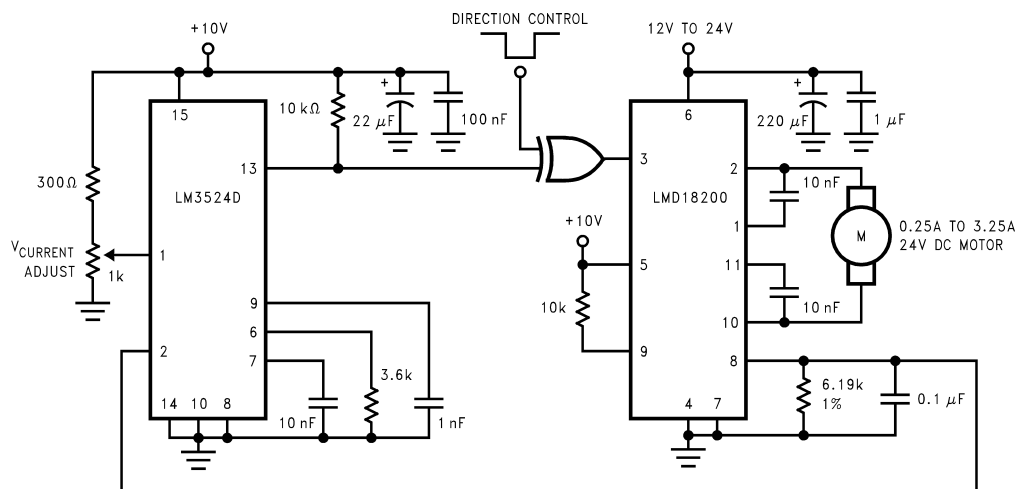 DIRECTION CONTROL
+10V
12V TO 24V
15
10 kΩ
+
22 μF
100 nF
6
+
220 μF
1 μF
300Ω
13
LM3524D
3
LMD18200
2
10 nF
VCURRENT
ADJUST
1k
1
+10V
5
1
M
0.25A TO 3.25A
24V DC MOTOR
11
10 nF
9
6
7
10k
9
10
2
3.6k
8
14
10
8
10 nF
1 nF
4
7
6.19k
1%
0.1 μF